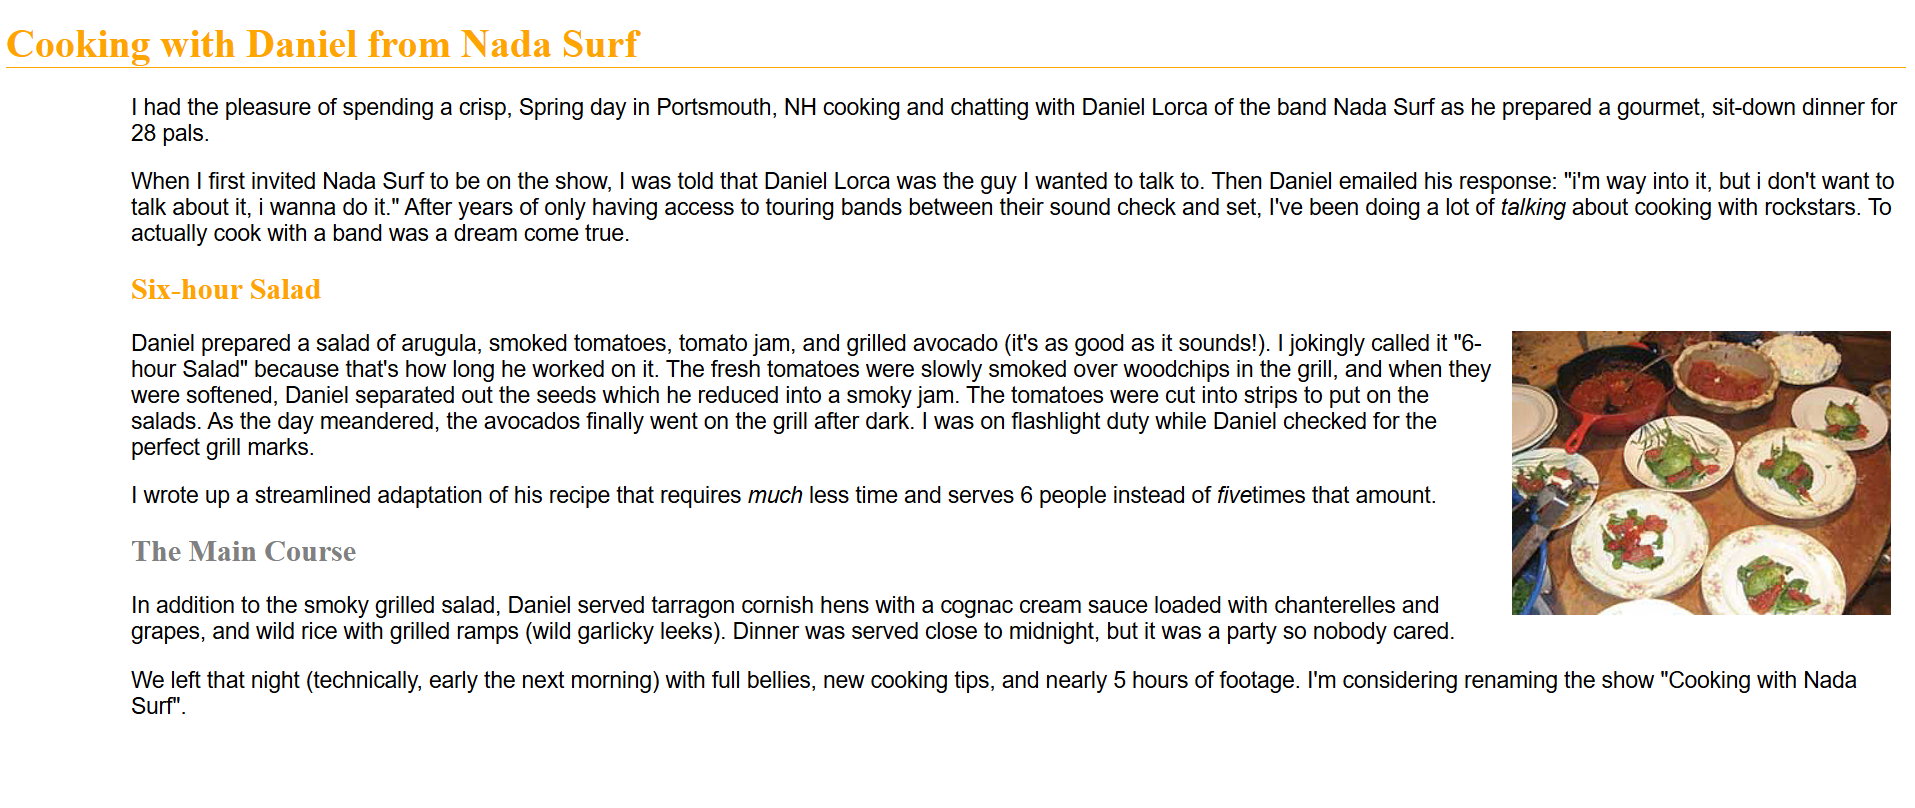 Cooking with Daniel from Nada Surf
I had the pleasure of spending a crisp, Spring day in Portsmouth, NH cooking and chatting with Daniel Lorca of the band Nada Surf as he prepared a gourmet, sit-down dinner for
28 pals.
When I first invited Nada Surf to be on the show, I was told that Daniel Lorca was the guy I wanted to talk to. Then Daniel emailed his response: "i'm way into it, but i don't want to
talk about it, i wanna do it." After years of only having access to touring bands between their sound check and set, I've been doing a lot of talking about cooking with rockstars. To
actually cook with a band was a dream come true.
Six-hour Salad
Daniel prepared a salad of arugula, smoked tomatoes, tomato jam, and grilled avocado (it's as good as it sounds!). I jokingly called it "6-
hour Salad" because that's how long he worked on it. The fresh tomatoes were slowly smoked over woodchips in the grill, and when they
were softened, Daniel separated out the seeds which he reduced into a smoky jam. The tomatoes were cut into strips to put on the
salads. As the day meandered, the avocados finally went on the grill after dark. I was on flashlight duty while Daniel checked for the
perfect grill marks.
I wrote up a streamlined adaptation of his recipe that requires much less time and serves 6 people instead of fivetimes that amount.
The Main Course
In addition to the smoky grilled salad, Daniel served tarragon cornish hens with a cognac cream sauce loaded with chanterelles and
grapes, and wild rice with grilled ramps (wild garlicky leeks). Dinner was served close to midnight, but it was a party so nobody cared.
We left that night (technically, early the next morning) with full bellies, new cooking tips, and nearly 5 hours of footage. I'm considering renaming the show "Cooking with Nada
Surf".